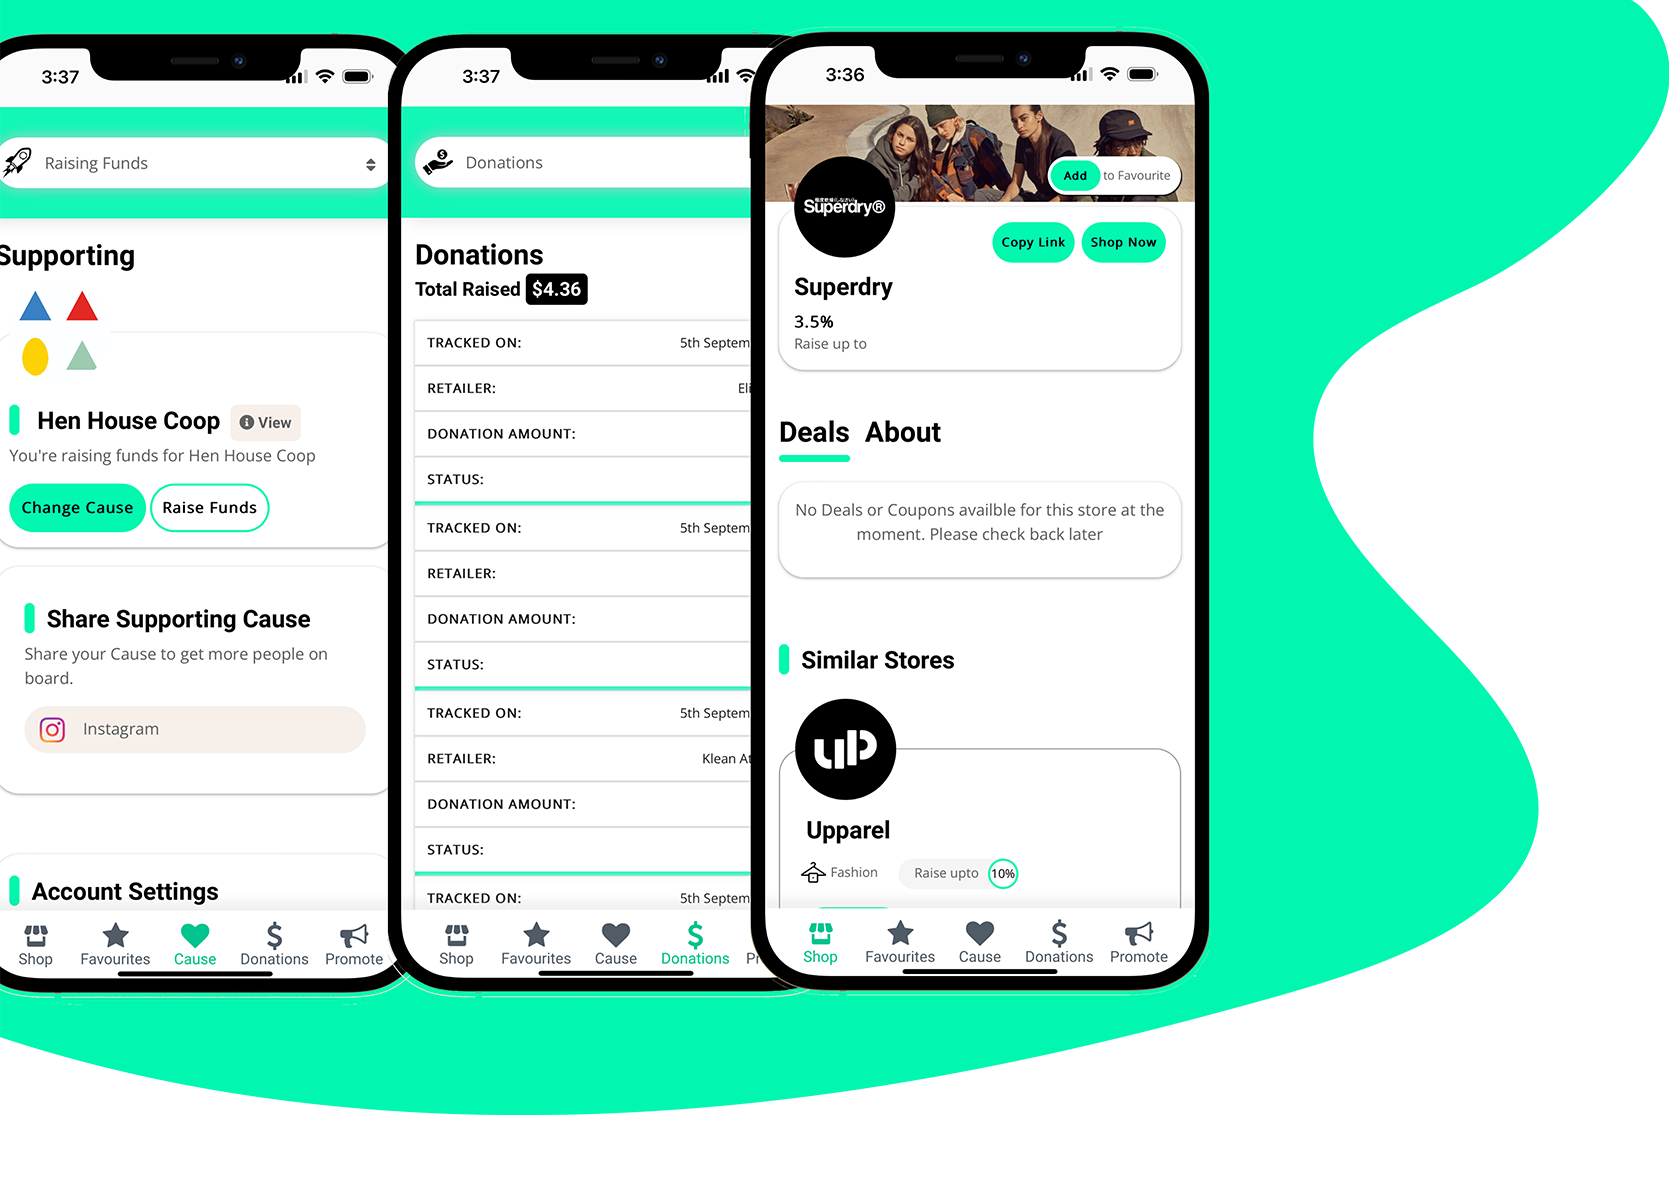 3:37
Raising Funds
Supporting
Hen House Coop
View
You're raising funds for Hen House Coop
Change Cause
Raise Funds
Share Supporting Cause
Share your Cause to get more people on
board.
Instagram
Account Settings
Shop
Favourites
Cause
Donations
Promote
3:37
Donations
Donations
Total Raised $4.36
TRACKED ON: 5th Septem
RETAILER: Eli
DONATION AMOUNT:
STATUS:
TRACKED ON: 5th Septem
RETAILER:
DONATION AMOUNT:
STATUS:
TRACKED ON: 5th Septem
RETAILER: Klean At
DONATION AMOUNT:
STATUS:
TRACKED ON: 5th Septem
Shop
Favourites
Cause
Donations
Pr
3:36
Add to Favourite
Superdry®
Copy Link
Shop Now
Superdry
3.5%
Raise up to
Deals About
No Deals or Coupons availble for this store at the
moment. Please check back later
Similar Stores
up
Upparel
Fashion
Raise upto 10%
Shop
Favourites
Cause
Donations
Promote